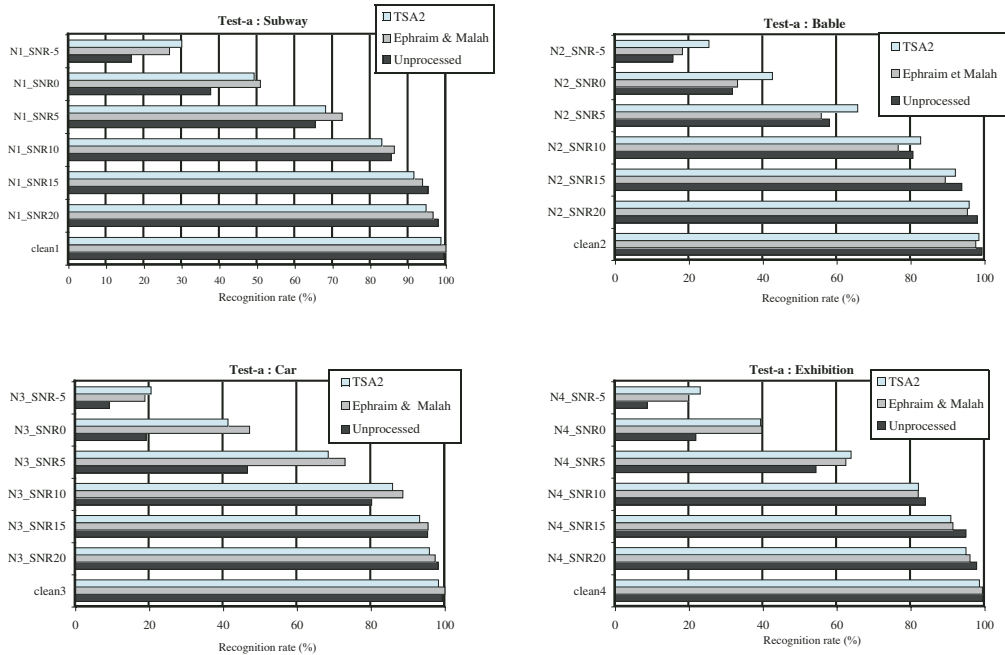 Test-a : Subway
TSA2
Ephraim & Malah
Unprocessed
N1_SNR-5
N1_SNR0
N1_SNR5
N1_SNR10
N1_SNR15
N1_SNR20
clean1
0 10 20 30 40 50 60 70 80 90 100
Recognition rate (%)
Test-a : Bable
TSA2
Ephraim et Malah
Unprocessed
N2_SNR-5
N2_SNR0
N2_SNR5
N2_SNR10
N2_SNR15
N2_SNR20
clean2
0 20 40 60 80 100
Recognition rate (%)
Test-a : Car
TSA2
Ephraim & Malah
Unprocessed
N3_SNR-5
N3_SNR0
N3_SNR5
N3_SNR10
N3_SNR15
N3_SNR20
clean3
0 20 40 60 80 100
Recognition rate (%)
Test-a : Exhibition
TSA2
Ephraim & Malah
Unprocessed
N4_SNR-5
N4_SNR0
N4_SNR5
N4_SNR10
N4_SNR15
N4_SNR20
clean4
0 20 40 60 80 100
Recognition rate (%)